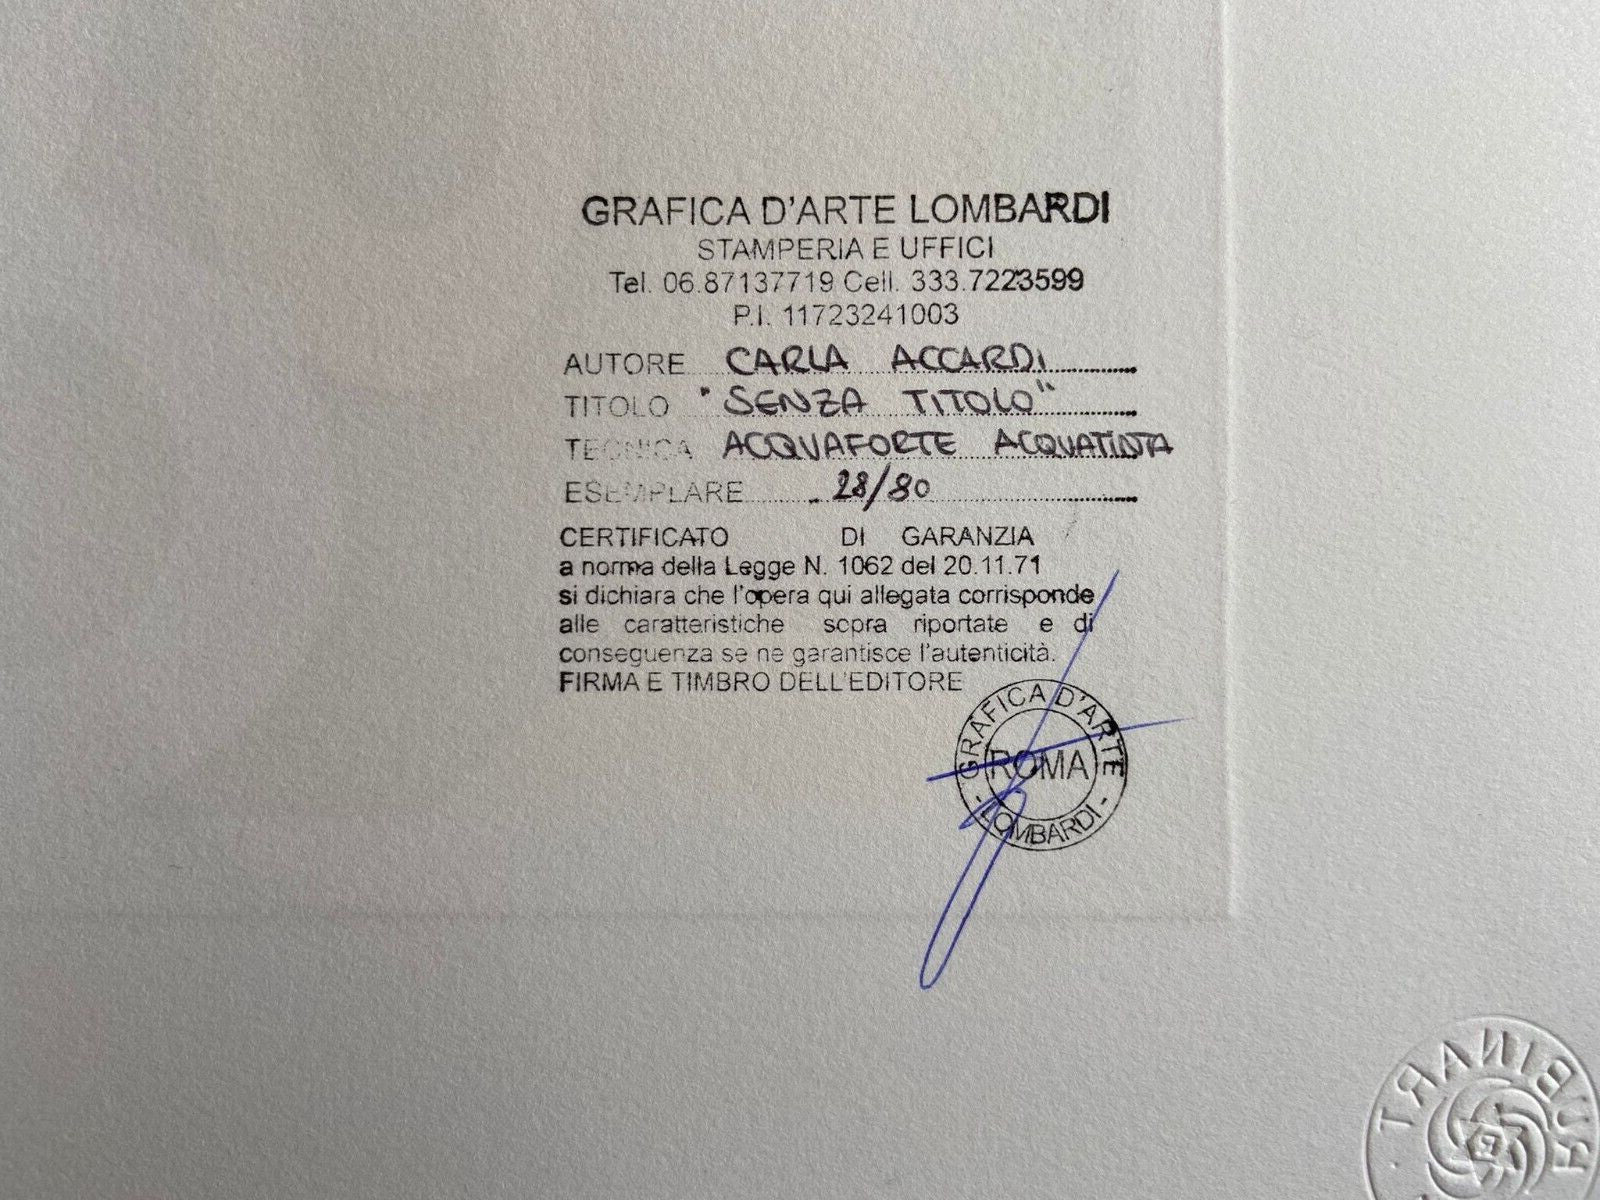 GRAFICA D'ARTE LOMBARDI
STAMPERIA E UFFICI
Tel. 06.87137719 Cell. 333.7223599
P.I. 11723241003
AUTORE CARLA ACCARDI
TITOLO "SENZA TITOLO"
TECNICA ACQUAFORTE ACQUATINTA
ESEMPLARE 28/80
CERTIFICATO DI GARANZIA
a norma della Legge N. 1062 del 20.11.71
si dichiara che l'opera qui allegata corrisponde
alle caratteristiche sopra riportate e di
conseguenza se ne garantisce l'autenticità.
FIRMA E TIMBRO DELL'EDITORE
GRAFICA D'ARTE
ROMA
- LOMBARDI -
RUBINART